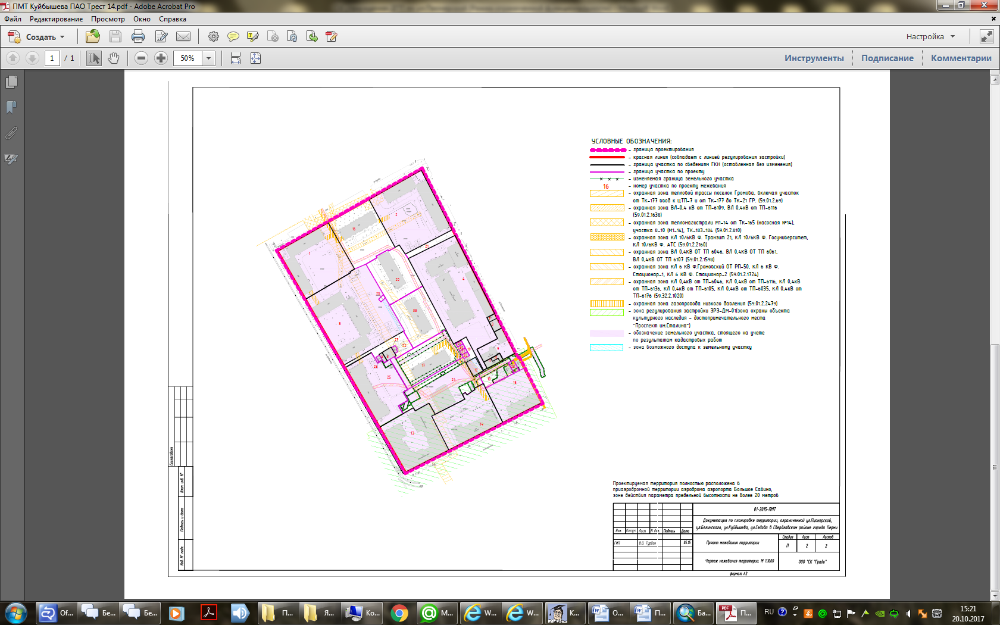 ПМТ Куйбышева ПАО Трест 14.pdf - Adobe Acrobat Pro
Файл Редактирование Просмотр Окно Справка
Создать
Настройка
1 / 1
50%
Инструменты Подписание Комментарии
УСЛОВНЫЕ ОБОЗНАЧЕНИЯ:
- граница проектирования
- красная линия (совпадает с линией регулирования застройки)
- граница участка по сведениям ГКН (оставленная без изменения)
- граница участка по проекту
- изменяемая граница земельного участка
16 - номер участка по проекту межевания
- охранная зона тепловой трассы поселок Громова, включая участок
от ТК-177 ввод к ЦТП-7 и от ТК-177 до ТК-21 ГР. (59.01.2.69)
- охранная зона ВЛ-0,4 кВ от ТП-6109, ВЛ 0,4кВ от ТП-6116
(59.01.2.1638)
- охранная зона тепломагистрали М1-14 от ТК-165 (насосная №14),
участка 8-10 (М1-14), ТК-183-184 (59.01.2.810)
- охранная зона КЛ 10/6КВ Ф. Транзит 21, КЛ 10/6КВ Ф. Госуниверситет,
КЛ 10/6КВ Ф. АТС (59.01.2.2160)
- охранная зона ВЛ 0,4КВ ОТ ТП 6046, ВЛ 0,4КВ ОТ ТП 6061,
ВЛ 0,4КВ ОТ ТП 6107 (59.01.2.1598)
- охранная зона КЛ 6 КВ Ф.Громовский ОТ РП-50, КЛ 6 КВ Ф.
Стационар-1, КЛ 6 КВ Ф. Стационар-2 (59.01.2.1724)
- охранная зона КЛ 0,4кВ от ТП-6046, КЛ 0,4кВ от ТП-6116, КЛ 0,4кВ
от ТП-6136, КЛ 0,4кВ от ТП-6105, КЛ 0,4кВ от ТП-6035, КЛ 0,4кВ от
ТП-6176 (59.32.2.1020)
- охранная зона газопровода низкого давления (59.01.2.2479)
- зона регулирования застройки ЗРЗ-ДМ-01(зона охраны объекта
культурного наследия - достопримечательного места
"Проспект им.Сталина")
- обозначение земельного участка, стоящего на учете
по результатам кадастровых работ
- зона возможного доступа к земельному участку
1
2
3
4
16
21
20
33
22
25
17
24
18
15
14
13
Согласовано
Взам. инв. N°
Подпись и дата
Инв. N° подл.
Проектируемая территория полностью расположена в
приаэродромной территории аэродрома аэропорта Большое Савино,
зоне действия параметра предельной высотности не более 20 метров
01-2015-ПМТ
Документация по планировке территории, ограниченной ул.Пионерской,
ул.Белинского, ул.Куйбышева, ул.Седова в Свердловском районе города Перми
Изм. Колуч Лист N док. Подпись Дата
ГИП В.О. Турбин 05.15
Проект межевания территории
Стадия Лист Листов
П 2 2
Чертеж межевания территории. М 1:1000
ООО "СК "Градо"
формат А2
Of...
Бе...
Бе...
П...
Я...
Ко...
М...
W...
W...
К...
О...
П...
Ба...
П...
RU
15:21
20.10.2017